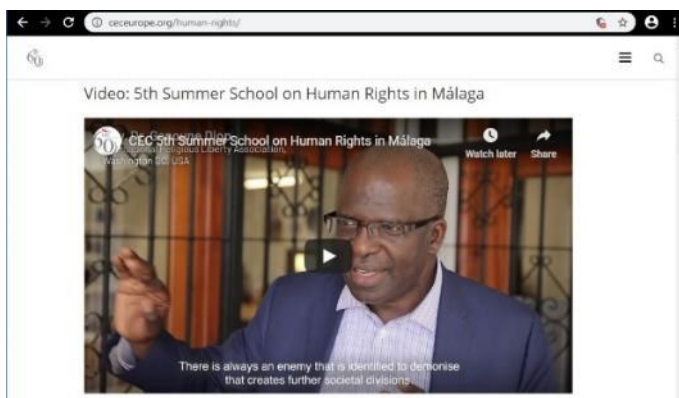 ceceurope.org/human-rights/
60
Video: 5th Summer School on Human Rights in Málaga
CEC 5th Summer School on Human Rights in Málaga
Religious Liberty Association,
Washington DC, USA
Watch later
Share
There is always an enemy that is identified to demonise
that creates further societal divisions.